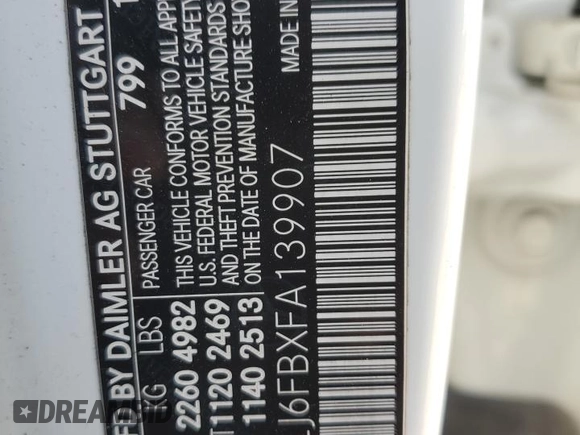 FD BY DAIMLER AG STUTTGART
799
PASSENGER CAR
KG LBS
THIS VEHICLE CONFORMS TO ALL APPL
U.S. FEDERAL MOTOR VEHICLE SAFETY
AND THEFT PREVENTION STANDARDS
ON THE DATE OF MANUFACTURE SHO
2260 4982
1120 2469
1140 2513
MADE IN
J6FBXFA139907
DREAMBID